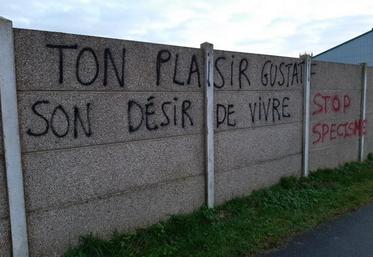 TON PLAISIR GUSTATIF
SON DÉSIR DE VIVRE
STOP
SPECISME